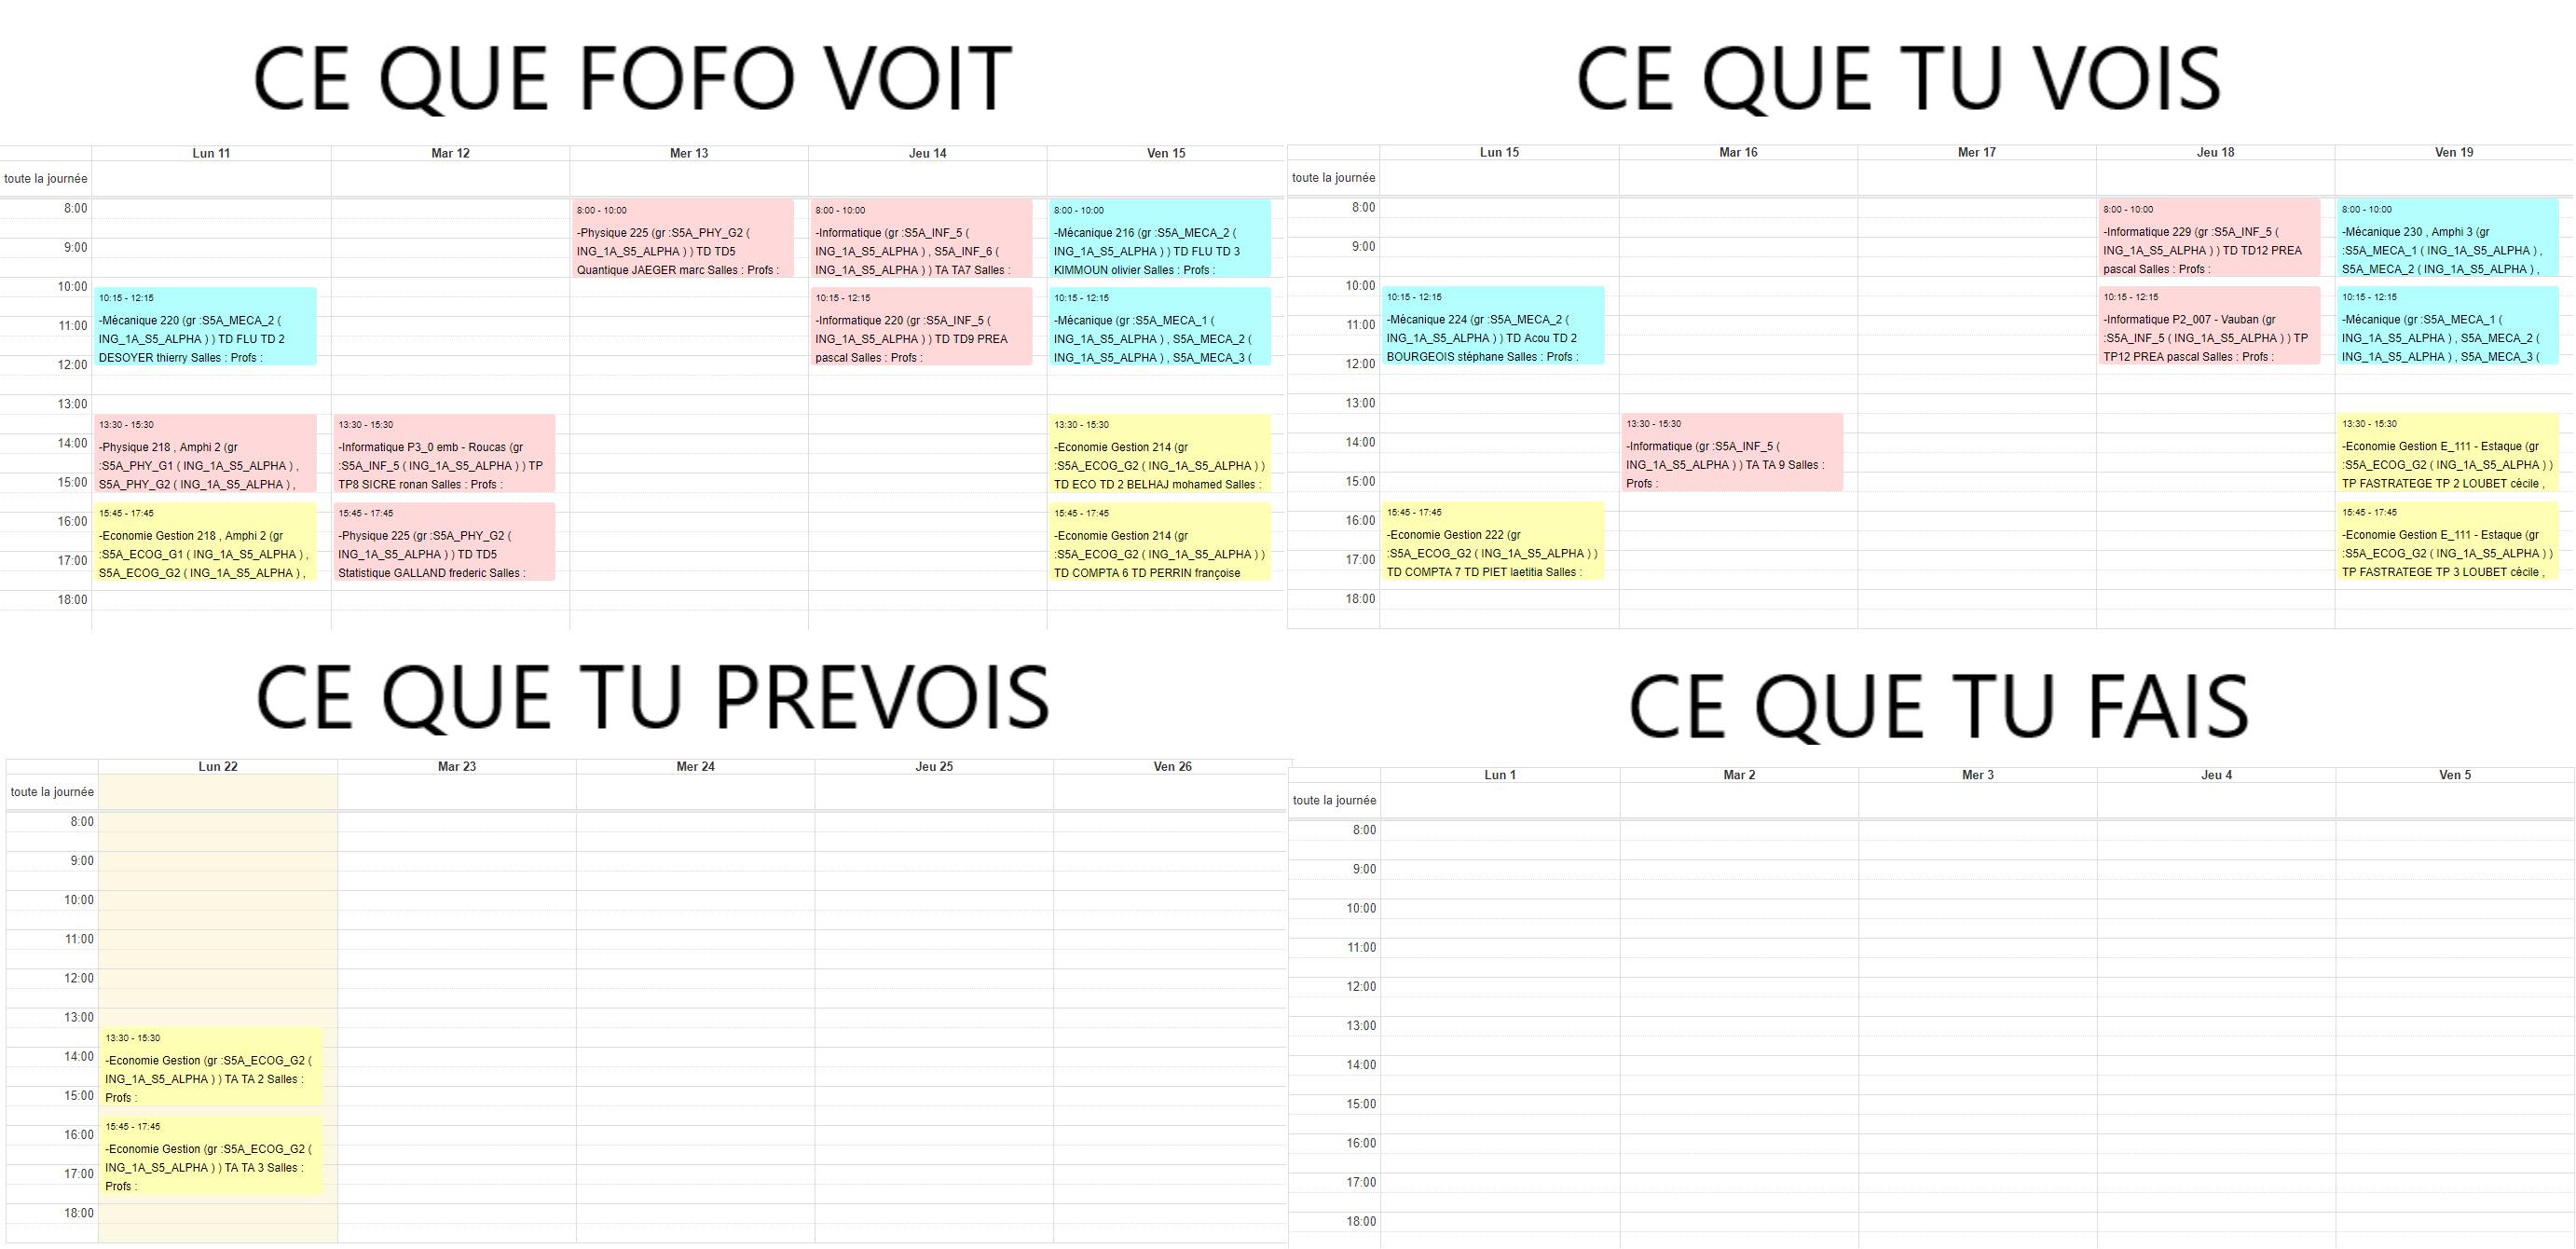 CE QUE FOFO VOIT
Lun 11
Mar 12
Mer 13
Jeu 14
Ven 15
toute la journée
8:00
9:00
10:00
11:00
12:00
13:00
14:00
15:00
16:00
17:00
18:00
10:15 - 12:15
-Mécanique 220 (gr :S5A_MECA_2 (
ING_1A_S5_ALPHA ) ) TD FLU TD 2
DESOYER thierry Salles : Profs :
13:30 - 15:30
-Physique 218 , Amphi 2 (gr
:S5A_PHY_G1 ( ING_1A_S5_ALPHA ) ,
S5A_PHY_G2 ( ING_1A_S5_ALPHA ) ,
15:45 - 17:45
-Economie Gestion 218 , Amphi 2 (gr
:S5A_ECOG_G1 ( ING_1A_S5_ALPHA ) ,
S5A_ECOG_G2 ( ING_1A_S5_ALPHA ) ,
13:30 - 15:30
-Informatique P3_0 emb - Roucas (gr
:S5A_INF_5 ( ING_1A_S5_ALPHA ) ) TP
TP8 SICRE ronan Salles : Profs :
15:45 - 17:45
-Physique 225 (gr :S5A_PHY_G2 (
ING_1A_S5_ALPHA ) ) TD TD5
Statistique GALLAND frederic Salles :
8:00 - 10:00
-Physique 225 (gr :S5A_PHY_G2 (
ING_1A_S5_ALPHA ) ) TD TD5
Quantique JAEGER marc Salles : Profs :
8:00 - 10:00
-Informatique (gr :S5A_INF_5 (
ING_1A_S5_ALPHA ) , S5A_INF_6 (
ING_1A_S5_ALPHA ) ) TA TA7 Salles :
10:15 - 12:15
-Informatique 220 (gr :S5A_INF_5 (
ING_1A_S5_ALPHA ) ) TD TD9 PREA
pascal Salles : Profs :
8:00 - 10:00
-Mécanique 216 (gr :S5A_MECA_2 (
ING_1A_S5_ALPHA ) ) TD FLU TD 3
KIMMOUN olivier Salles : Profs :
10:15 - 12:15
-Mécanique (gr :S5A_MECA_1 (
ING_1A_S5_ALPHA ) , S5A_MECA_2 (
ING_1A_S5_ALPHA ) , S5A_MECA_3 (
13:30 - 15:30
-Economie Gestion 214 (gr
:S5A_ECOG_G2 ( ING_1A_S5_ALPHA ) )
TD ECO TD 2 BELHAJ mohamed Salles :
15:45 - 17:45
-Economie Gestion 214 (gr
:S5A_ECOG_G2 ( ING_1A_S5_ALPHA ) )
TD COMPTA 6 TD PERRIN françoise
CE QUE TU VOIS
Lun 15
Mar 16
Mer 17
Jeu 18
Ven 19
toute la journée
8:00
9:00
10:00
11:00
12:00
13:00
14:00
15:00
16:00
17:00
18:00
10:15 - 12:15
-Mécanique 224 (gr :S5A_MECA_2 (
ING_1A_S5_ALPHA ) ) TD Acou TD 2
BOURGEOIS stéphane Salles : Profs :
15:45 - 17:45
-Economie Gestion 222 (gr
:S5A_ECOG_G2 ( ING_1A_S5_ALPHA ) )
TD COMPTA 7 TD PIET laetitia Salles :
13:30 - 15:30
-Informatique (gr :S5A_INF_5 (
ING_1A_S5_ALPHA ) ) TA TA 9 Salles :
Profs :
8:00 - 10:00
-Informatique 229 (gr :S5A_INF_5 (
ING_1A_S5_ALPHA ) ) TD TD12 PREA
pascal Salles : Profs :
10:15 - 12:15
-Informatique P2_007 - Vauban (gr
:S5A_INF_5 ( ING_1A_S5_ALPHA ) ) TP
TP12 PREA pascal Salles : Profs :
8:00 - 10:00
-Mécanique 230 , Amphi 3 (gr
:S5A_MECA_1 ( ING_1A_S5_ALPHA ) ,
S5A_MECA_2 ( ING_1A_S5_ALPHA ) ,
10:15 - 12:15
-Mécanique (gr :S5A_MECA_1 (
ING_1A_S5_ALPHA ) , S5A_MECA_2 (
ING_1A_S5_ALPHA ) , S5A_MECA_3 (
13:30 - 15:30
-Economie Gestion E_111 - Estaque (gr
:S5A_ECOG_G2 ( ING_1A_S5_ALPHA ) )
TP FASTRATEGE TP 2 LOUBET cécile ,
15:45 - 17:45
-Economie Gestion E_111 - Estaque (gr
:S5A_ECOG_G2 ( ING_1A_S5_ALPHA ) )
TP FASTRATEGE TP 3 LOUBET cécile ,
CE QUE TU PREVOIS
Lun 22
Mar 23
Mer 24
Jeu 25
Ven 26
toute la journée
8:00
9:00
10:00
11:00
12:00
13:00
14:00
15:00
16:00
17:00
18:00
13:30 - 15:30
-Economie Gestion (gr :S5A_ECOG_G2 (
ING_1A_S5_ALPHA ) ) TA TA 2 Salles :
Profs :
15:45 - 17:45
-Economie Gestion (gr :S5A_ECOG_G2 (
ING_1A_S5_ALPHA ) ) TA TA 3 Salles :
Profs :
CE QUE TU FAIS
Lun 1
Mar 2
Mer 3
Jeu 4
Ven 5
toute la journée
8:00
9:00
10:00
11:00
12:00
13:00
14:00
15:00
16:00
17:00
18:00